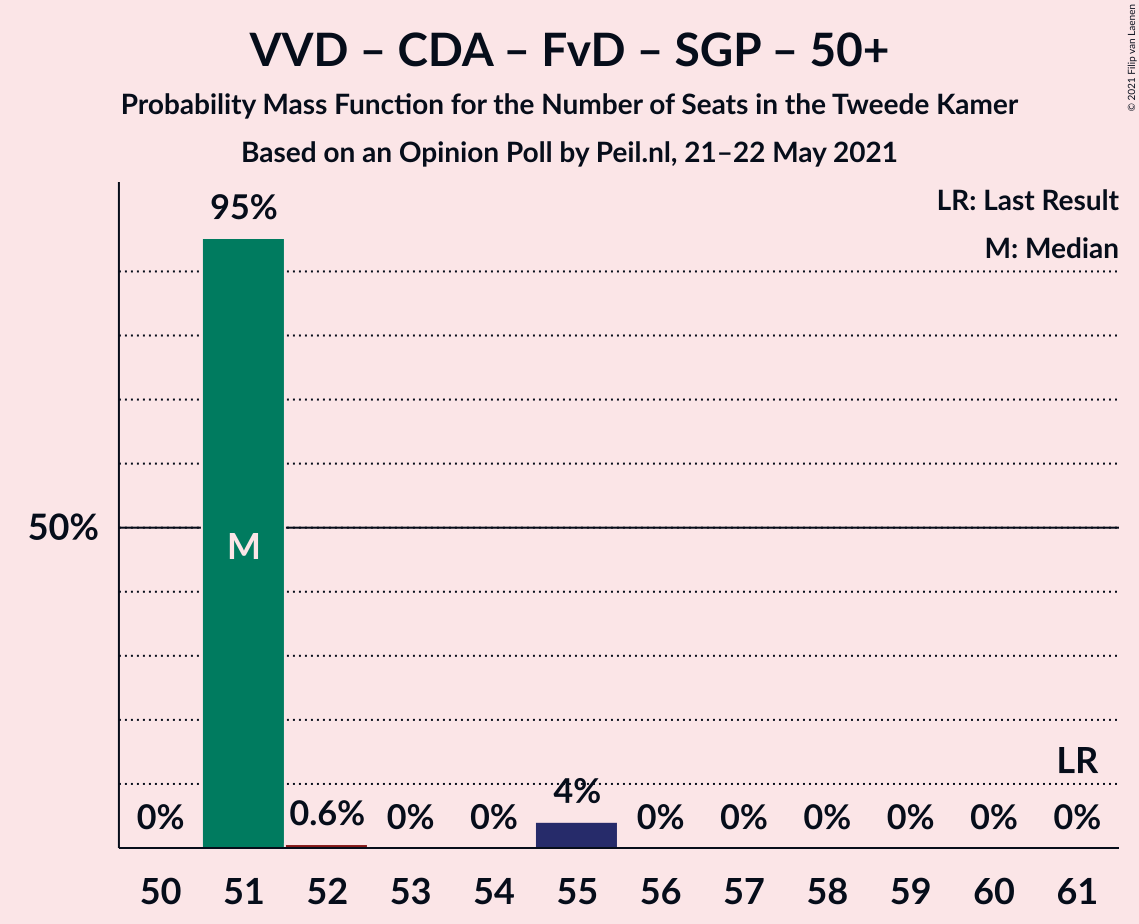 VVD – CDA – FvD – SGP – 50+
Probability Mass Function for the Number of Seats in the Tweede Kamer
Based on an Opinion Poll by Peil.nl, 21–22 May 2021
© 2021 Filip van Laenen
LR: Last Result
M: Median
95%
50%
M
LR
0% 0.6% 0% 0% 4% 0% 0% 0% 0% 0% 0%
50 51 52 53 54 55 56 57 58 59 60 61